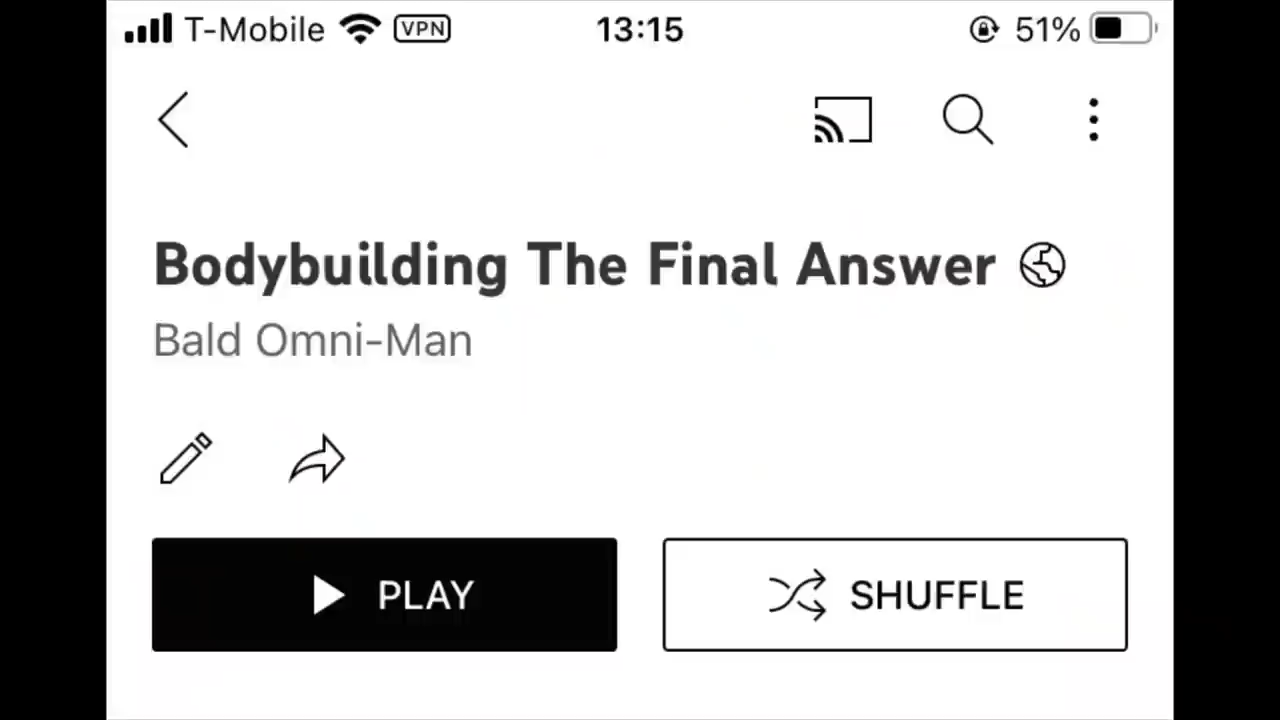 T-Mobile VPN 13:15 51%
Bodybuilding The Final Answer
Bald Omni-Man
PLAY SHUFFLE